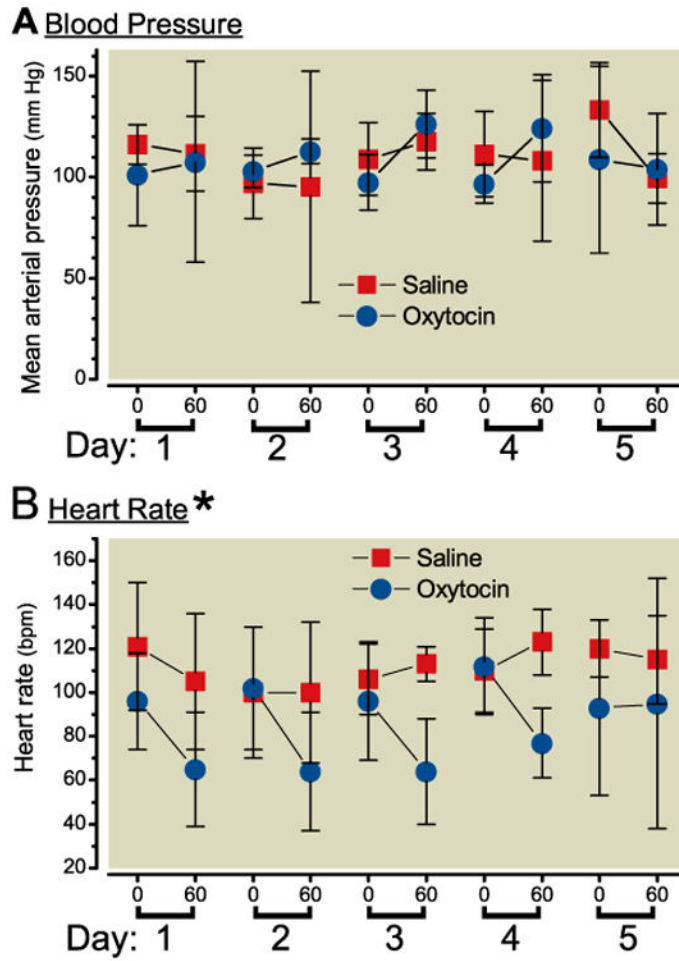 A Blood Pressure
Mean arterial pressure (mm Hg)
150
100
50
0
Saline
Oxytocin
0 60 0 60 0 60 0 60 0 60
Day: 1 2 3 4 5
B Heart Rate *
Heart rate (bpm)
160
140
120
100
80
60
40
20
Saline
Oxytocin
0 60 0 60 0 60 0 60 0 60
Day: 1 2 3 4 5